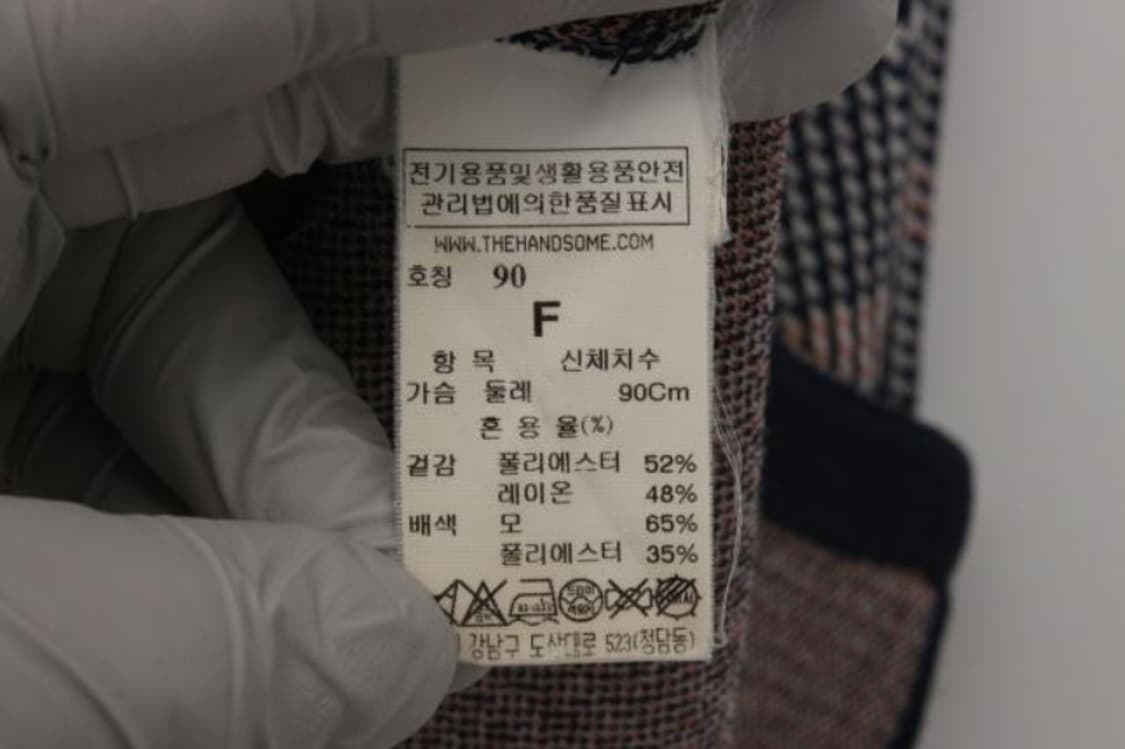 전기용품및생활용품안전
관리법에의한품질표시
WWW.THEHANDSOME.COM
호칭 90
F
항 목 신체치수
가슴 둘레 90Cm
혼 용 율(%)
겉감 폴리에스터 52%
레이온 48%
배색 모 65%
폴리에스터 35%
드라이
강남구 도산대로 523(청담동)